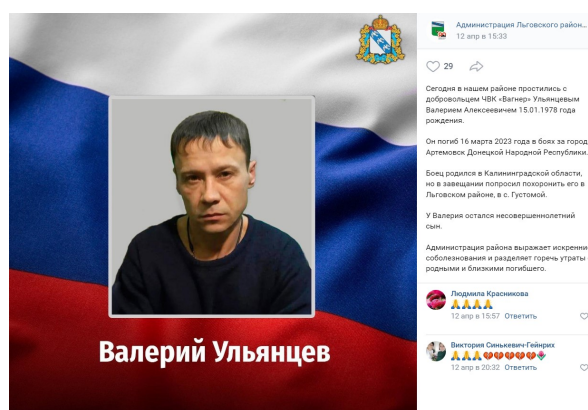 Валерий Ульянцев
Администрация Льговского район...
12 апр в 15:33
29
Сегодня в нашем районе простились с
добровольцем ЧВК «Вагнер» Ульянцевым
Валерием Алексеевичем 15.01.1978 года
рождения.
Он погиб 16 марта 2023 года в боях за город
Артемовск Донецкой Народной Республики.
Боец родился в Калининградской области,
но в завещании попросил похоронить его в
Льговском районе, в с. Густомой.
У Валерия остался несовершеннолетний
сын.
Администрация района выражает искренни
соболезнования и разделяет горечь утраты
родными и близкими погибшего.
Людмила Красникова
🙏🙏🙏🙏
12 апр в 15:57 Ответить
Виктория Синькевич-Гейнрих
🙏🙏🙏💔💔💔💔💔🌹
12 апр в 20:32 Ответить